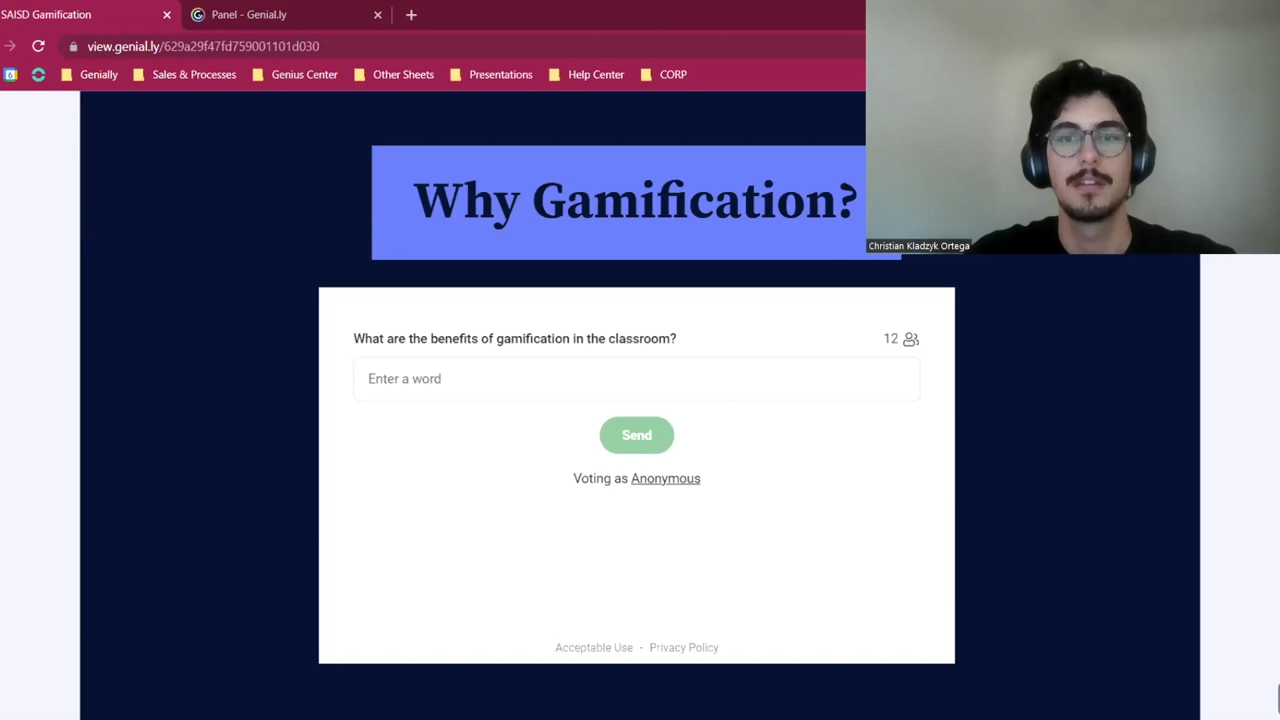 SAISD Gamification
Panel - Genial.ly
view.genial.ly/629a29f47fd759001101d030
6
Genially
Sales & Processes
Genius Center
Other Sheets
Presentations
Help Center
CORP
Why Gamification?
Christian Kladzyk Ortega
What are the benefits of gamification in the classroom?
12
Enter a word
Send
Voting as Anonymous
Acceptable Use - Privacy Policy